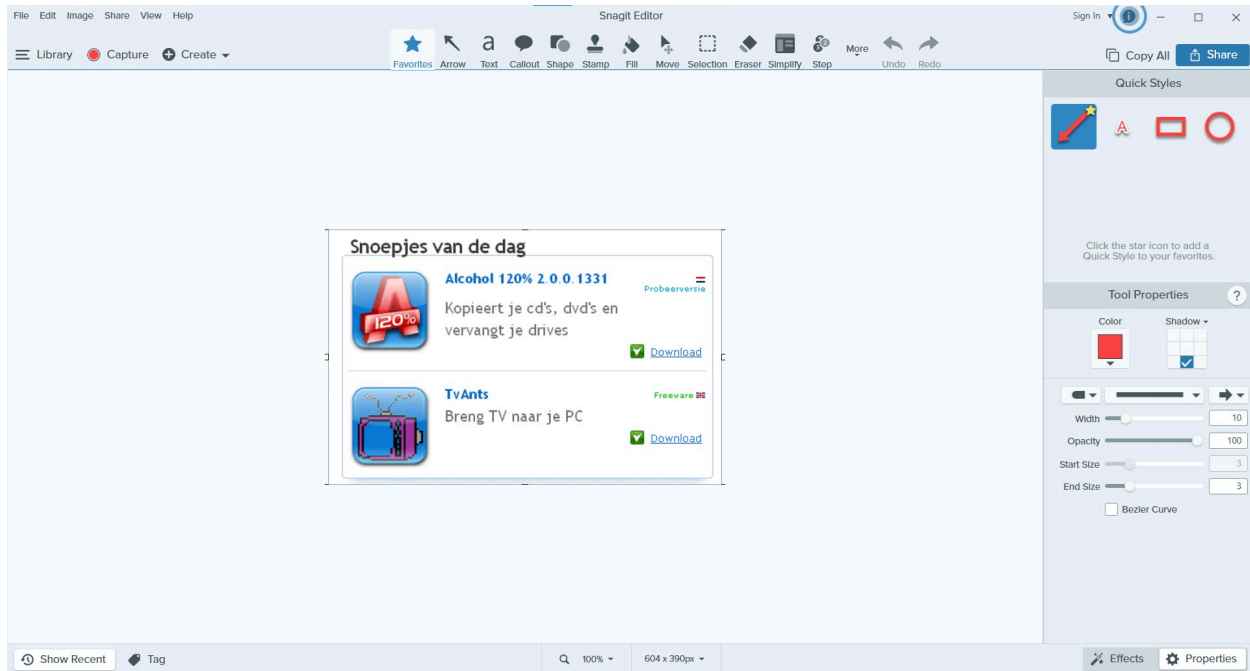 File Edit Image Share View Help
Snagit Editor
Sign In
Library Capture Create
Favorites Arrow Text Callout Shape Stamp Fill Move Selection Eraser Simplify Step More Undo Redo
Copy All Share
Quick Styles
A
Click the star icon to add a
Quick Style to your favorites.
Tool Properties ?
Color Shadow
Width 10
Opacity 100
Start Size 3
End Size 3
Bezier Curve
Snoepjes van de dag
Alcohol 120% 2.0.0.1331
Probeerversie
Kopieert je cd's, dvd's en
vervangt je drives
120%
Download
TvAnts
Freeware
Breng TV naar je PC
Download
Show Recent Tag
100% 604 x 390px
Effects Properties